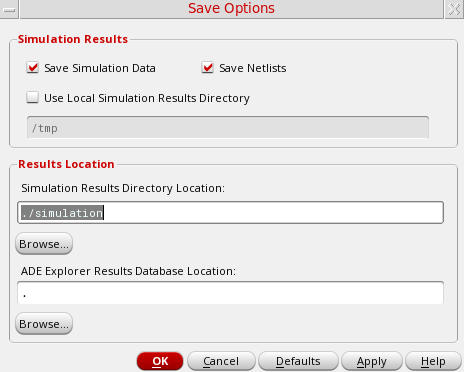 Save Options
Simulation Results
Save Simulation Data Save Netlists
Use Local Simulation Results Directory
/tmp
Results Location
Simulation Results Directory Location:
./simulation
Browse...
ADE Explorer Results Database Location:
.
Browse...
OK Cancel Defaults Apply Help